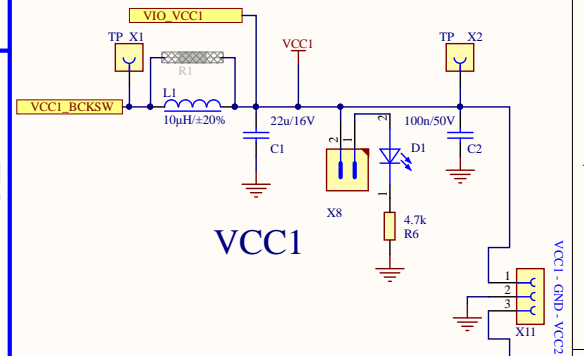 VIO_VCC1
TP X1
TP X2
VCC1
R1
L1
VCC1_BCKSW
10µH/±20%
22u/16V
C1
2
1
2
D1
100n/50V
C2
X8
1
4.7k
R6
VCC1
VCC1 - GND - VCC2
1
2
3
X11